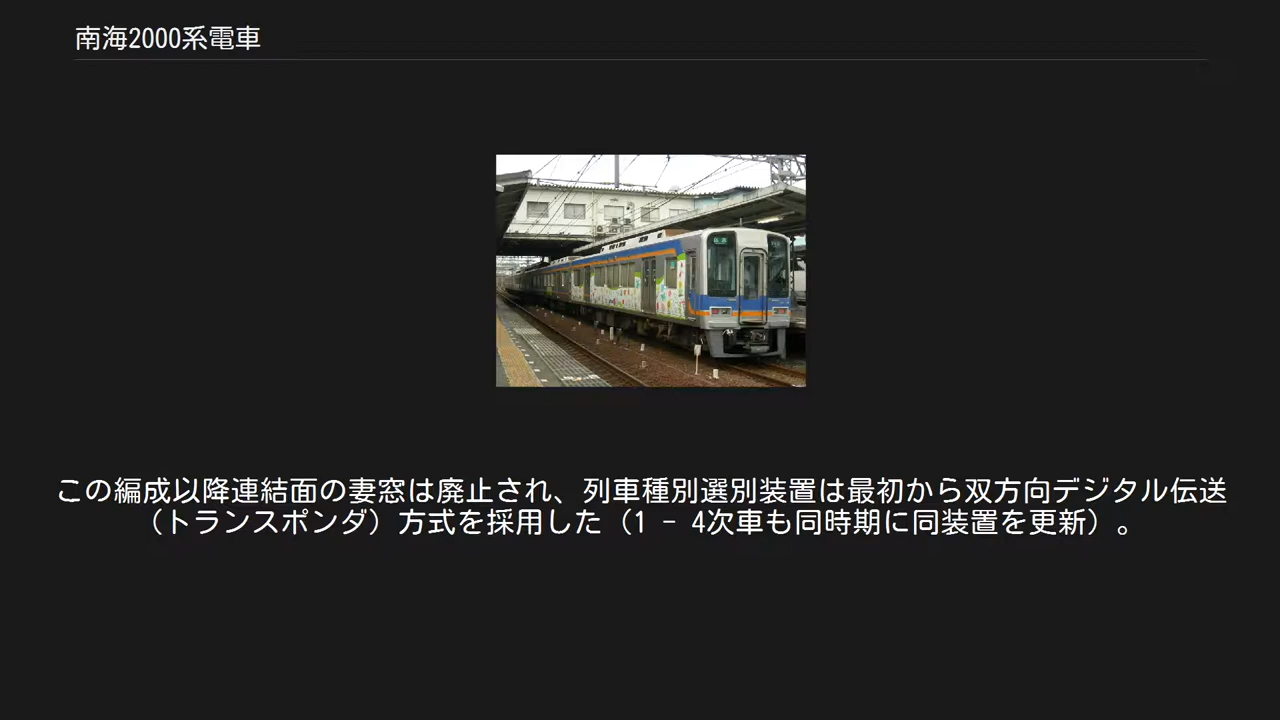 南海2000系電車
この編成以降連結面の妻窓は廃止され、列車種別選別装置は最初から双方向デジタル伝送
（トランスポンダ）方式を採用した（1 - 4次車も同時期に同装置を更新）。